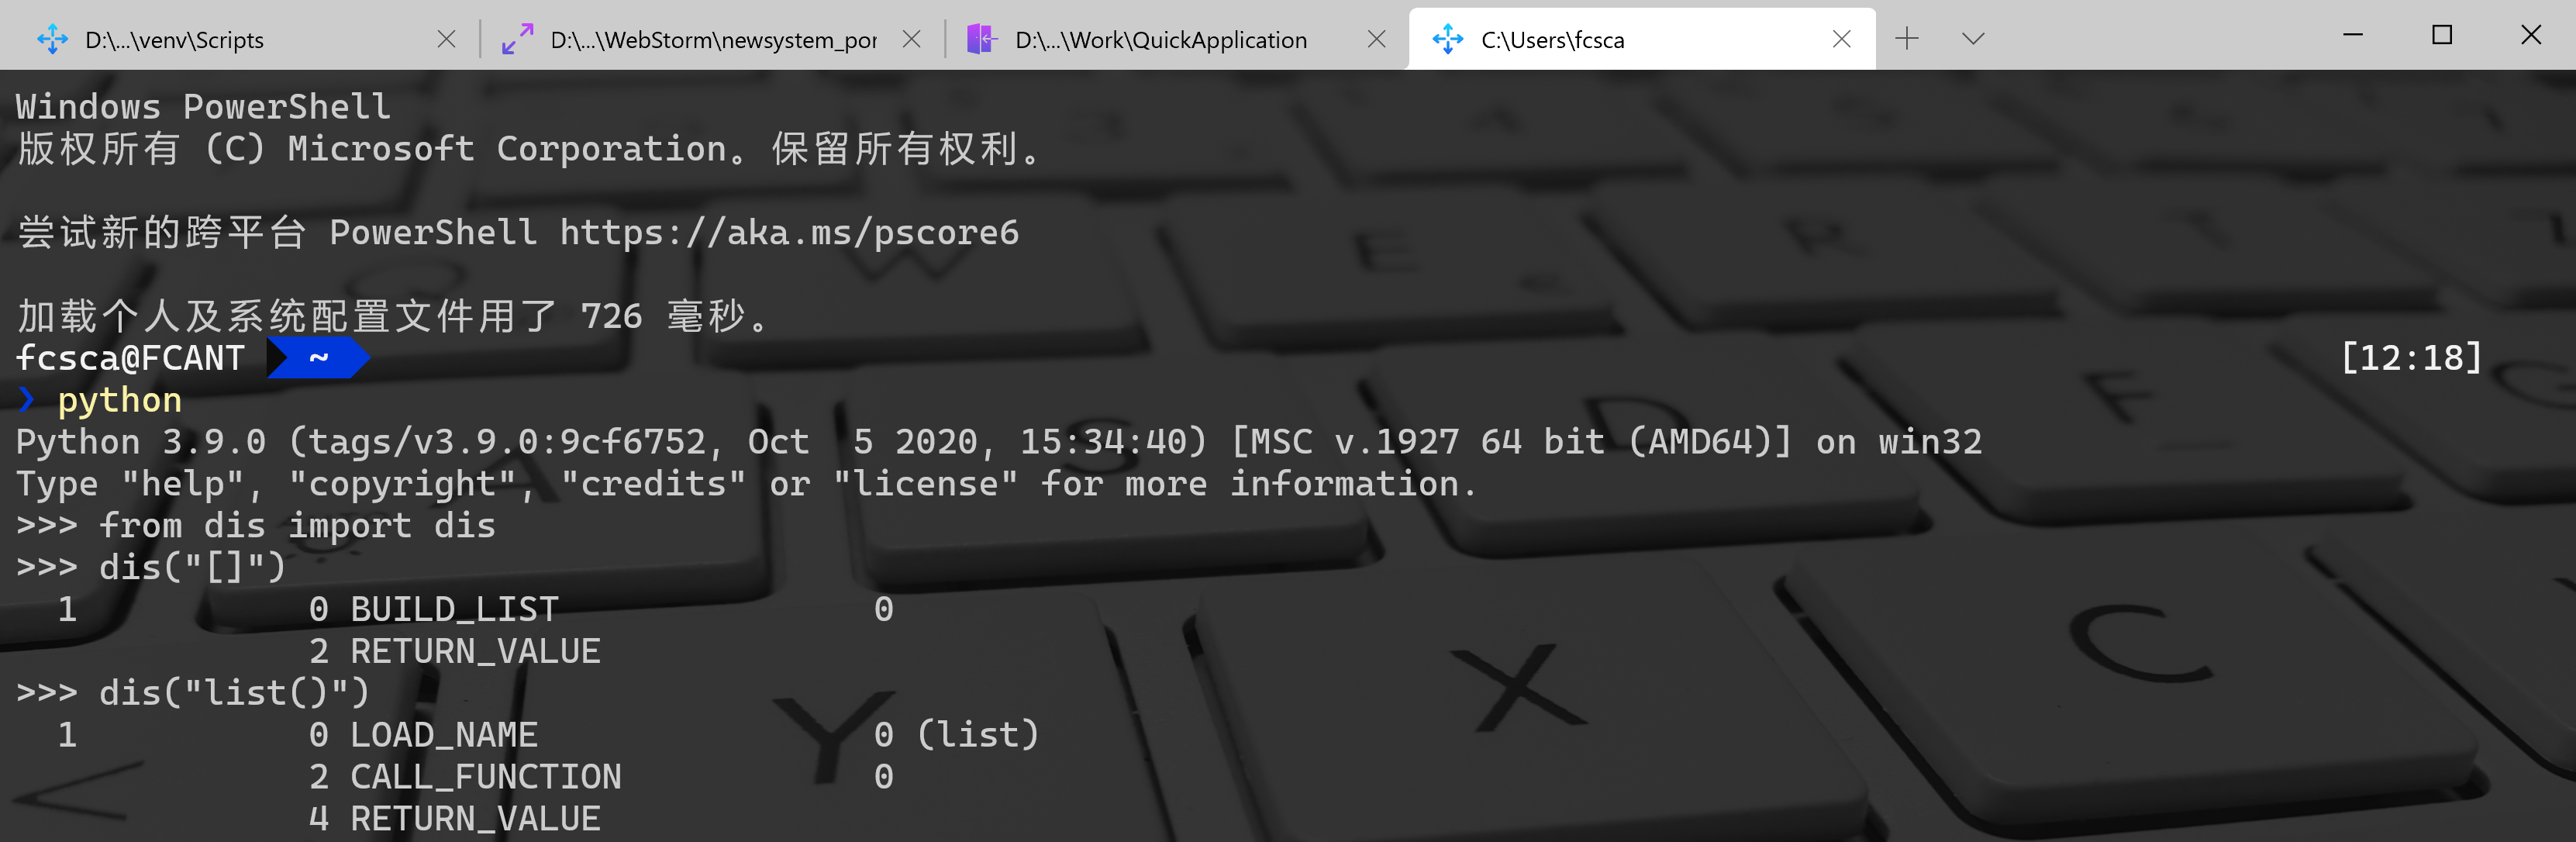 D:\...\venv\Scripts
D:\...\WebStorm\newsystem_por
D:\...\Work\QuickApplication
C:\Users\fcsca
Windows PowerShell
版权所有 (C) Microsoft Corporation。保留所有权利。
尝试新的跨平台 PowerShell https://aka.ms/pscore6
加载个人及系统配置文件用了 726 毫秒。
fcsca@FCANT ~ [12:18]
❯ python
Python 3.9.0 (tags/v3.9.0:9cf6752, Oct  5 2020, 15:34:40) [MSC v.1927 64 bit (AMD64)] on win32
Type "help", "copyright", "credits" or "license" for more information.
>>> from dis import dis
>>> dis("[]")
  1           0 BUILD_LIST               0
              2 RETURN_VALUE
>>> dis("list()")
  1           0 LOAD_NAME                0 (list)
              2 CALL_FUNCTION            0
              4 RETURN_VALUE